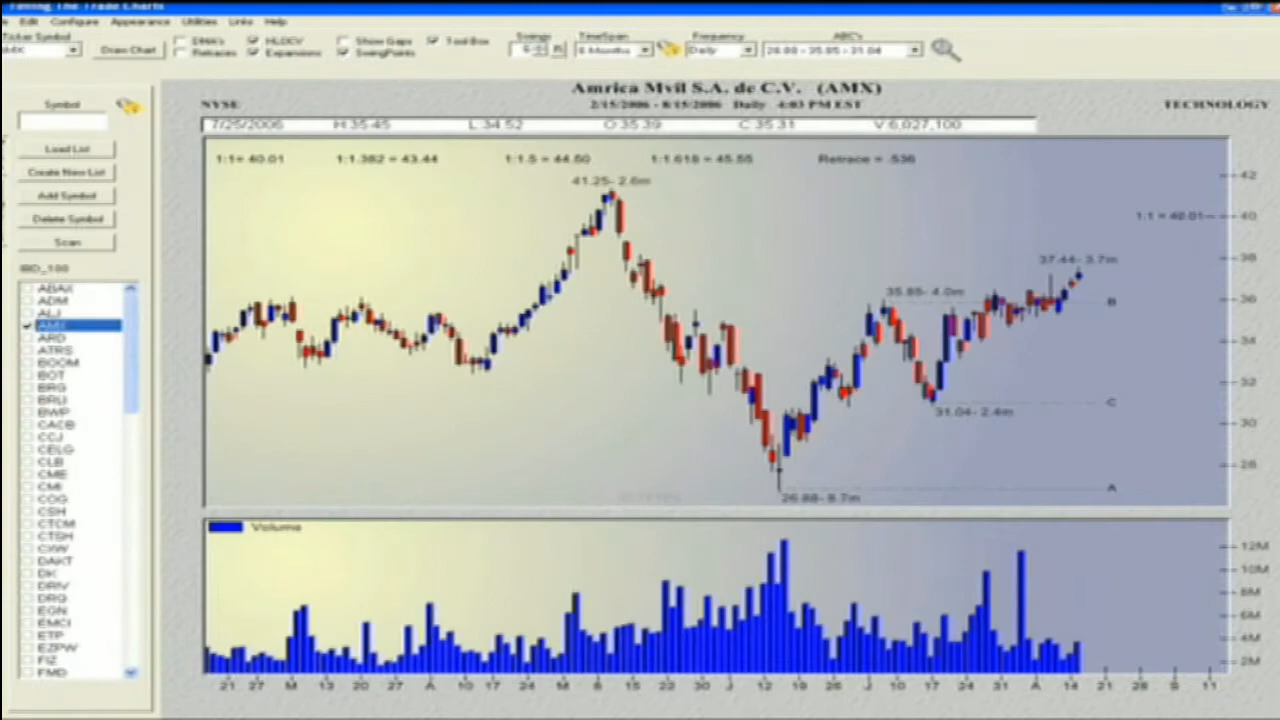 Timing The Trade Charts
Edit Configure Appearance Utilities Links Help
Ticker Symbol
AMX
Draw Chart
DMA's HLOCV Show Gaps Tool Box
Retraces Expansions SwingPoints
Swings TimeSpan Frequency ABC's
6 Months Daily 26.88 - 35.85 - 31.04
Amrica Mvil S.A. de C.V. (AMX)
NYSE 2/15/2006 - 8/15/2006 Daily 4:03 PM EST TECHNOLOGY
7/25/2006 H:35.45 L:34.52 O:35.39 C:35.31 V:6,027,100
1:1= 40.01 1:1.382 = 43.44 1:1.5 = 44.50 1:1.618 = 45.55 Retrace = .536
Symbol
Load List
Create New List
Add Symbol
Delete Symbol
Scan
IBD_100
ABAX
ADM
ALJ
AMX
ARD
ATRS
BOOM
BOT
BRG
BRLI
BWP
CACB
CCJ
CELG
CLB
CME
CMI
COG
CSH
CTCM
CTSH
CXW
DAKT
DK
DRIV
DRQ
EGN
EMCI
ETP
EZPW
FIZ
FMD
41.25- 2.6m
1:1 = 40.01
37.44- 3.7m
35.85- 4.0m
B
C
31.04- 2.4m
A
26.88- 8.7m
42
40
38
36
34
32
30
28
Volume
12M
10M
8M
6M
4M
2M
21 27 M 13 20 27 A 10 17 24 M 8 15 22 30 J 12 19 26 J 10 17 24 31 A 14 21 28 S 11